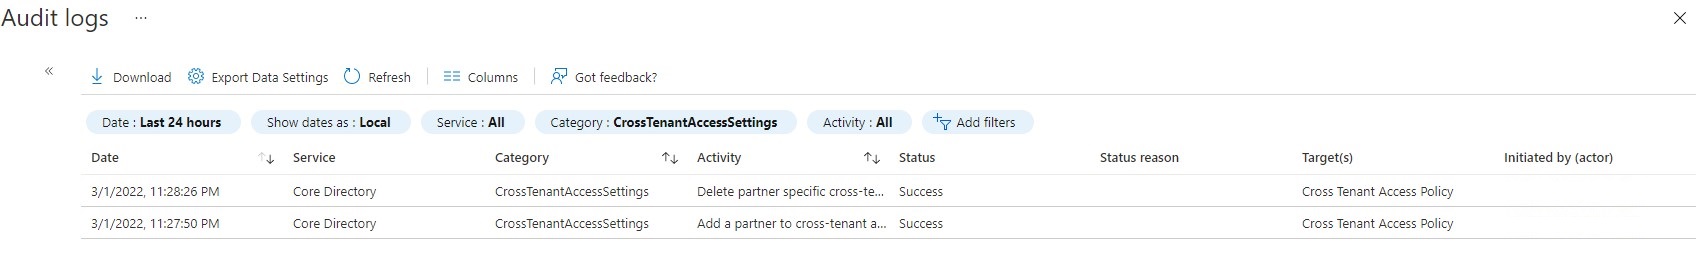 Audit logs ...
« Download Export Data Settings Refresh Columns Got feedback?
Date : Last 24 hours Show dates as : Local Service : All Category : CrossTenantAccessSettings Activity : All Add filters
Date Service Category Activity Status Status reason Target(s) Initiated by (actor)
3/1/2022, 11:28:26 PM Core Directory CrossTenantAccessSettings Delete partner specific cross-te... Success Cross Tenant Access Policy
3/1/2022, 11:27:50 PM Core Directory CrossTenantAccessSettings Add a partner to cross-tenant a... Success Cross Tenant Access Policy